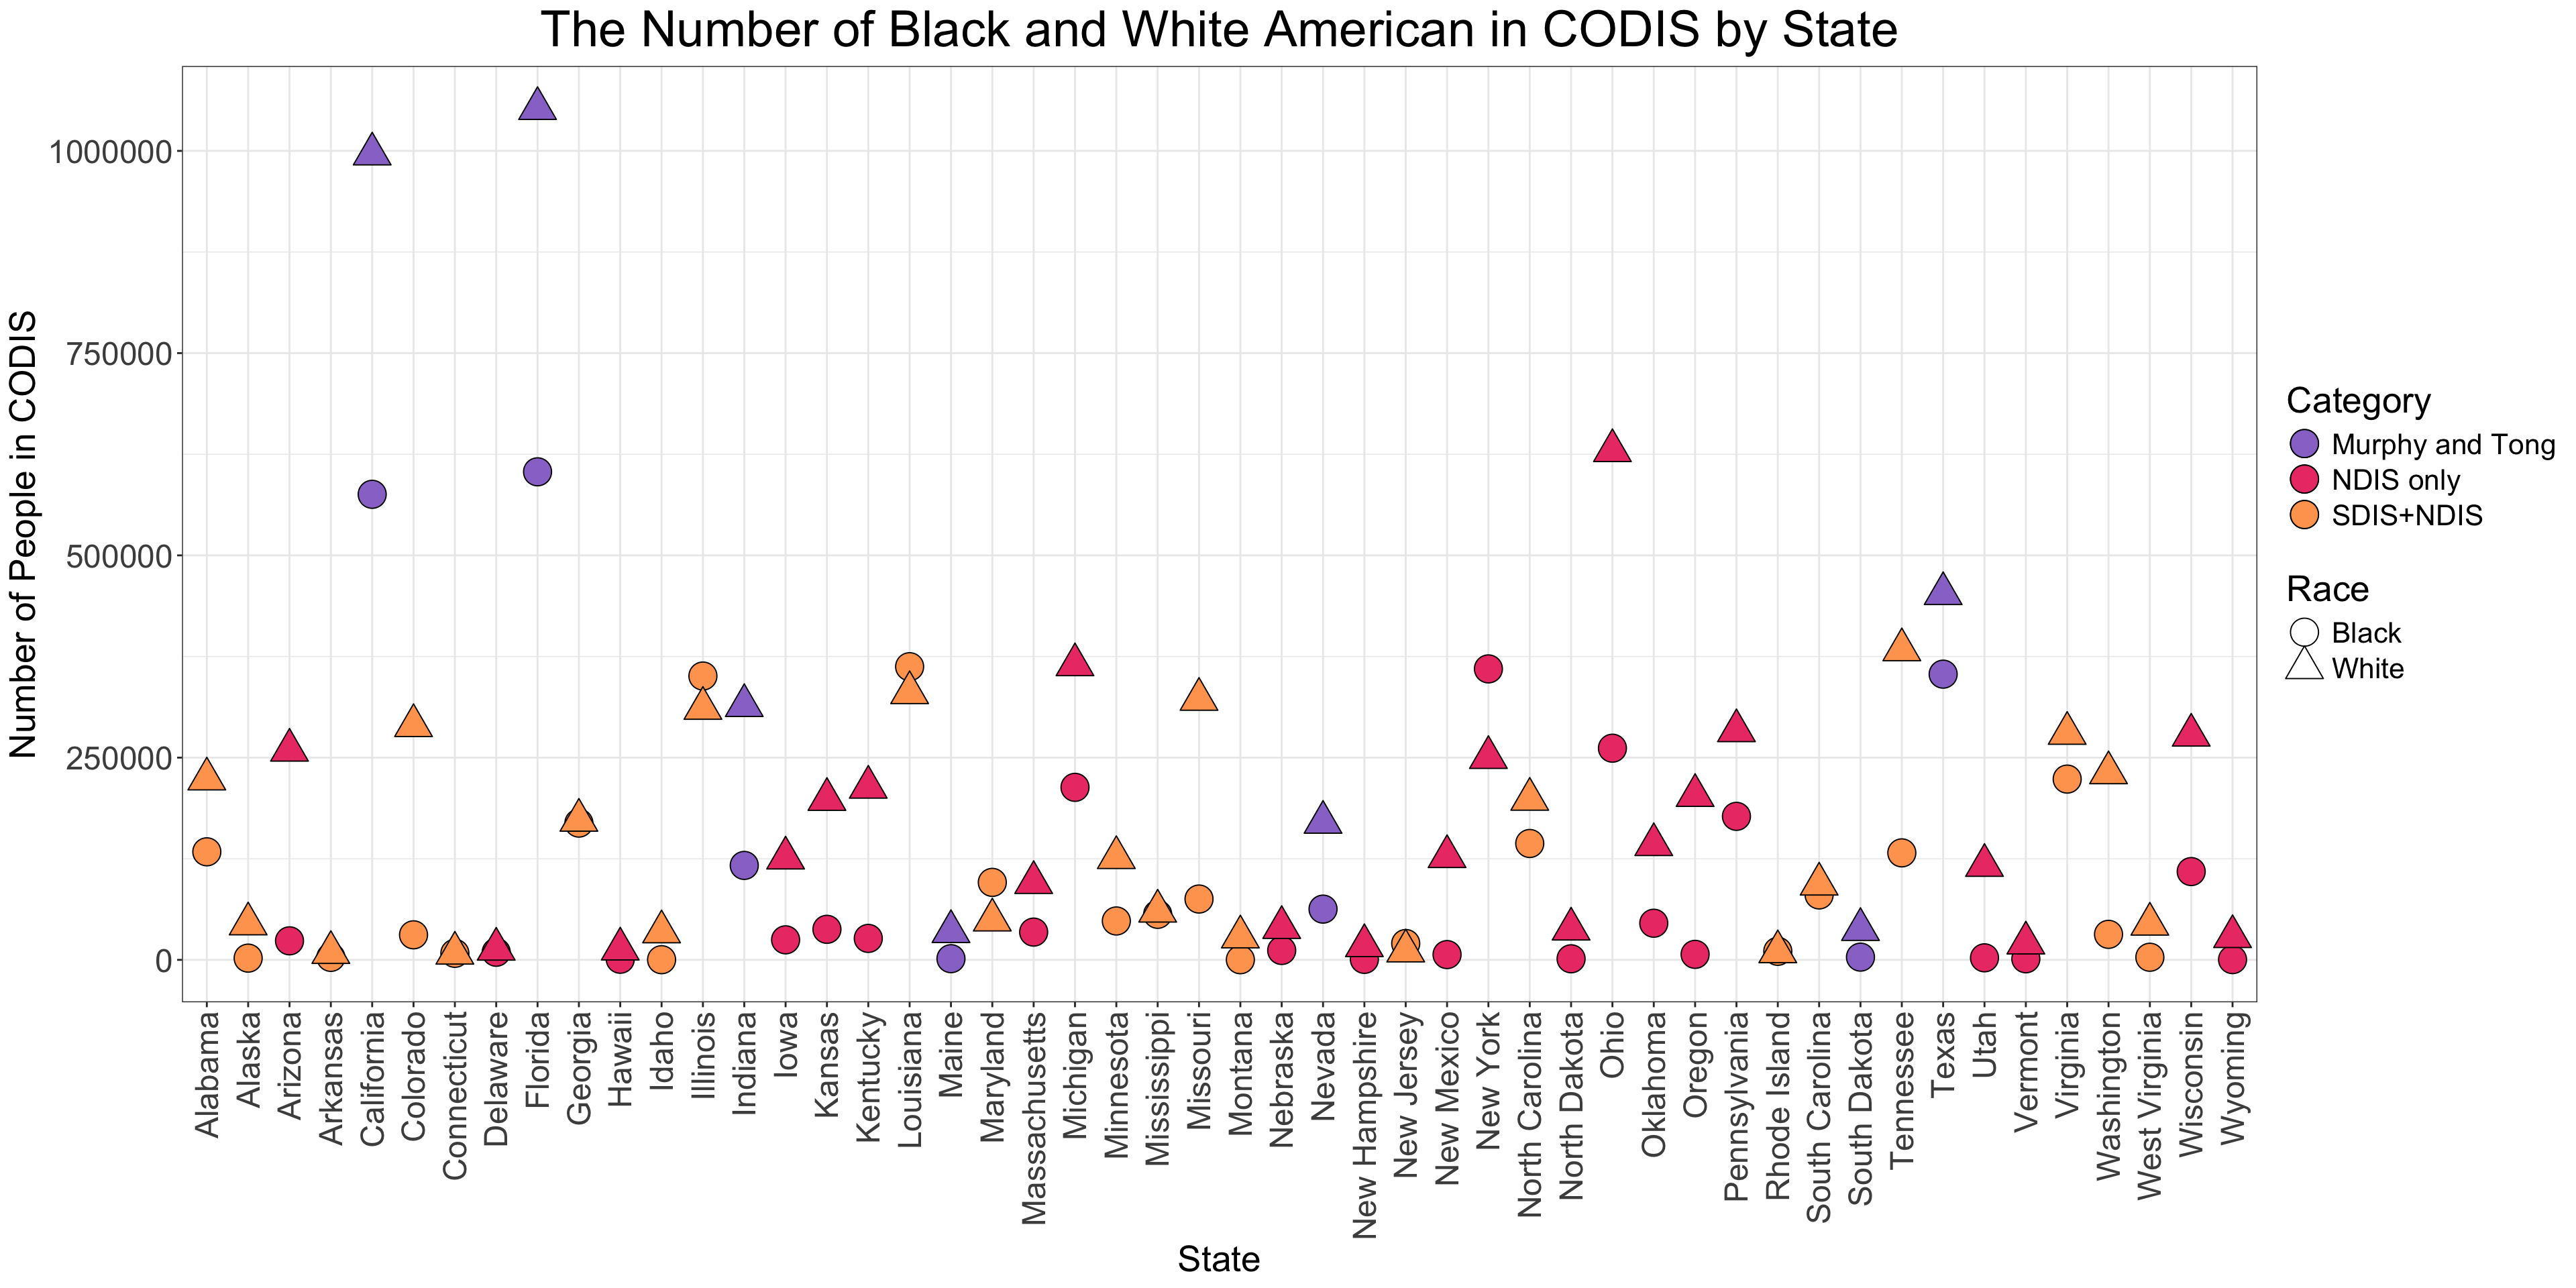 The Number of Black and White American in CODIS by State
Number of People in CODIS
1000000
750000
500000
250000
0
Alabama
Alaska
Arizona
Arkansas
California
Colorado
Connecticut
Delaware
Florida
Georgia
Hawaii
Idaho
Illinois
Indiana
Iowa
Kansas
Kentucky
Louisiana
Maine
Maryland
Massachusetts
Michigan
Minnesota
Mississippi
Missouri
Montana
Nebraska
Nevada
New Hampshire
New Jersey
New Mexico
New York
North Carolina
North Dakota
Ohio
Oklahoma
Oregon
Pennsylvania
Rhode Island
South Carolina
South Dakota
Tennessee
Texas
Utah
Vermont
Virginia
Washington
West Virginia
Wisconsin
Wyoming
State
Category
Murphy and Tong
NDIS only
SDIS+NDIS
Race
Black
White